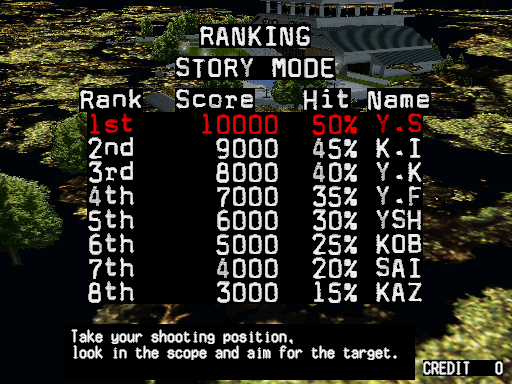 RANKING
STORY MODE
Rank Score Hit Name
1st 10000 50% Y.S
2nd 9000 45% K.I
3rd 8000 40% Y.K
4th 7000 35% Y.F
5th 6000 30% YSH
6th 5000 25% KOB
7th 4000 20% SAI
8th 3000 15% KAZ
Take your shooting position,
look in the scope and aim for the target.
CREDIT 0